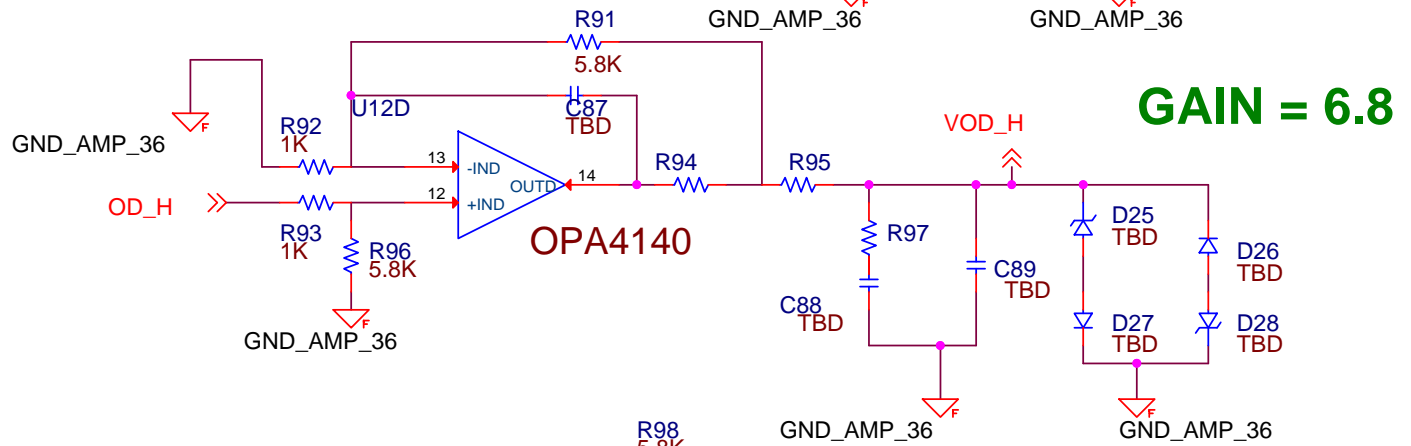 GND_AMP_36
GND_AMP_36
F
F
R91
5.8K
GAIN = 6.8
U12D
C87
TBD
F
GND_AMP_36
R92
1K
VOD_H
13
-IND
R94
R95
OUTD
14
OD_H
12
+IND
R93
1K
R96
5.8K
OPA4140
R97
D25
TBD
D26
TBD
C89
TBD
C88
TBD
D27
TBD
D28
TBD
F
GND_AMP_36
F
F
R98
5.8K
GND_AMP_36
GND_AMP_36